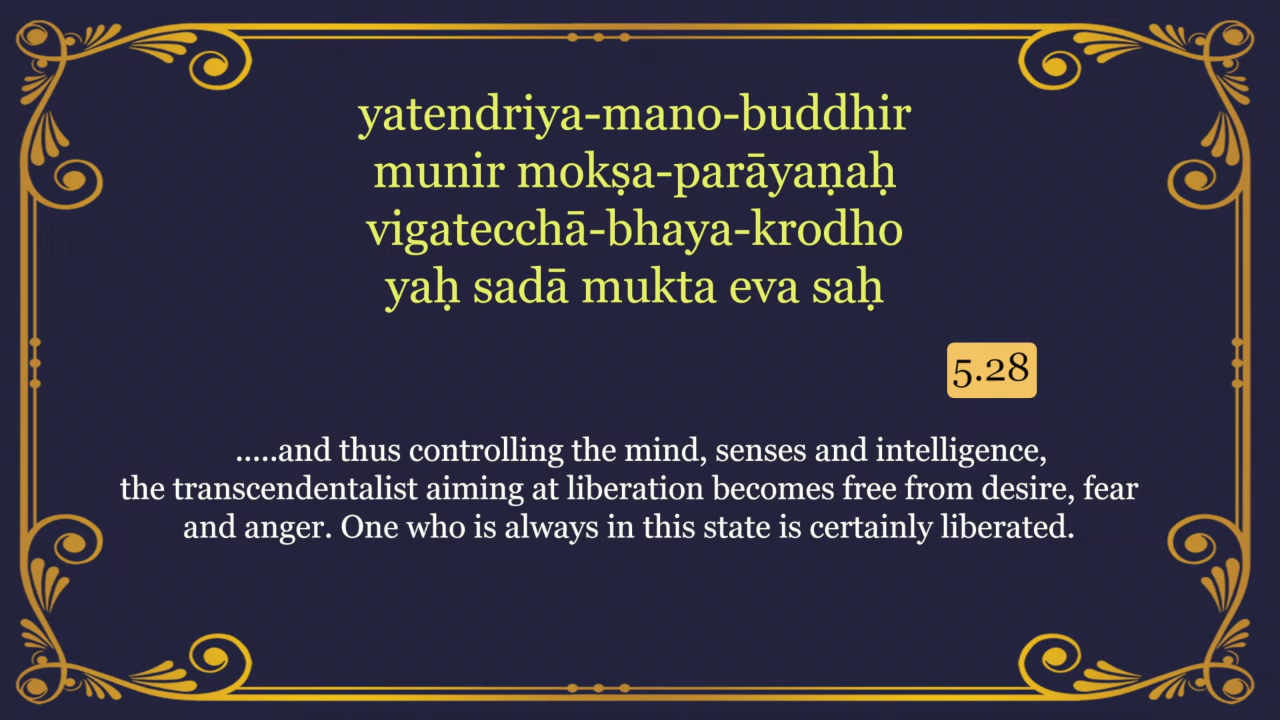 yatendriya-mano-buddhir
munir mokṣa-parāyaṇaḥ
vigatecchā-bhaya-krodho
yaḥ sadā mukta eva saḥ
5.28
.....and thus controlling the mind, senses and intelligence,
the transcendentalist aiming at liberation becomes free from desire, fear
and anger. One who is always in this state is certainly liberated.